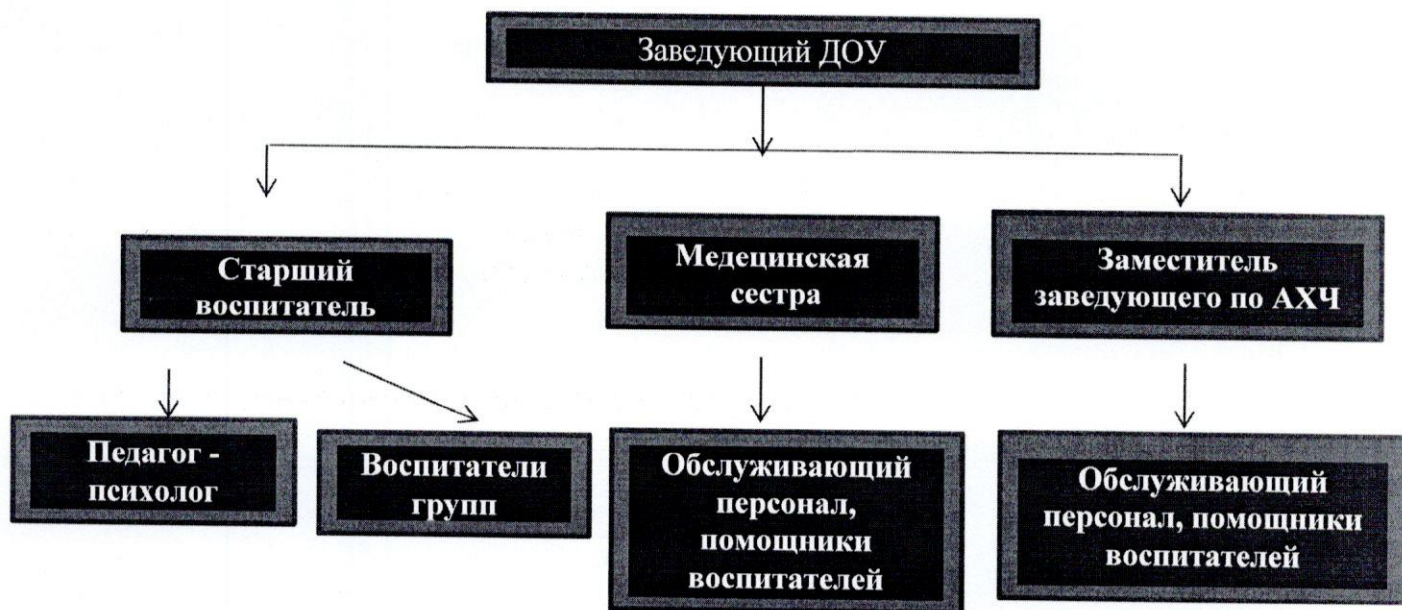 Заведующий ДОУ
Старший
воспитатель
Медецинская
сестра
Заместитель
заведующего по АХЧ
Педагог -
психолог
Воспитатели
групп
Обслуживающий
персонал,
помощники
воспитателей
Обслуживающий
персонал, помощники
воспитателей